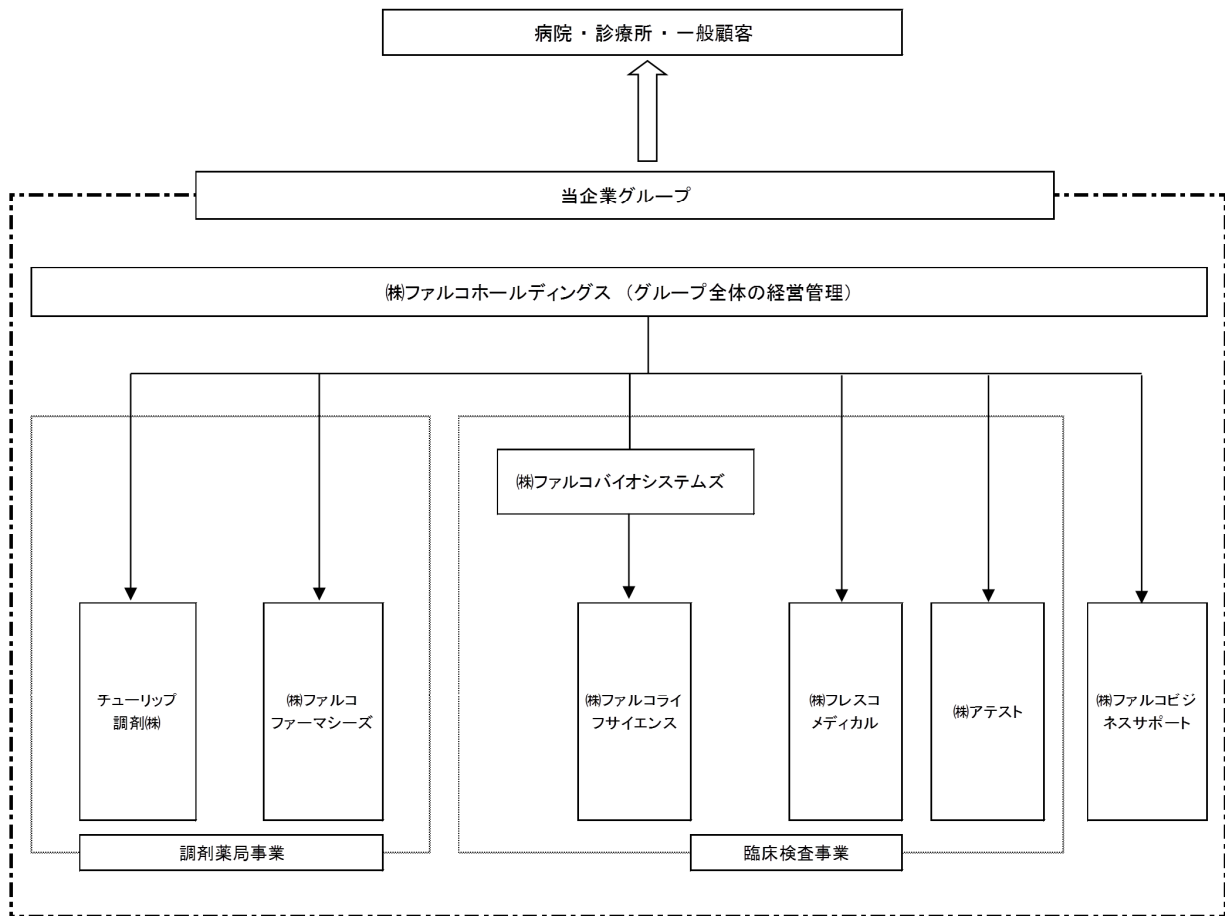 病院・診療所・一般顧客
当企業グループ
㈱ファルコホールディングス （グループ全体の経営管理）
㈱ファルコバイオシステムズ
チューリップ
調剤㈱
㈱ファルコ
ファーマシーズ
㈱ファルコライ
フサイエンス
㈱フレスコ
メディカル
㈱アテスト
㈱ファルコビジ
ネスサポート
調剤薬局事業
臨床検査事業